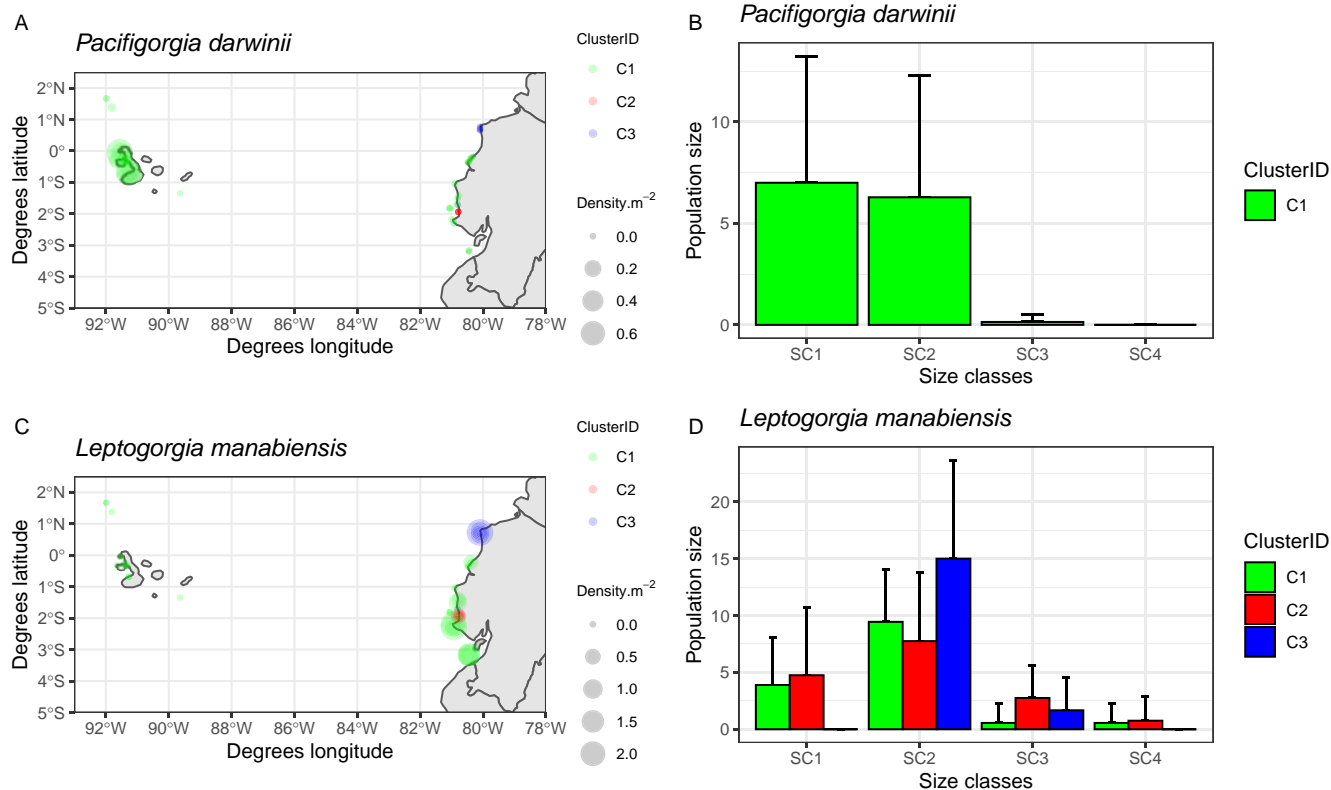 A
Pacifigorgia darwinii
Degrees latitude
2°N
1°N
0°
1°S
2°S
3°S
4°S
5°S
92°W 90°W 88°W 86°W 84°W 82°W 80°W 78°W
Degrees longitude
ClusterID
C1
C2
C3
Density.m⁻²
0.0
0.2
0.4
0.6
B
Pacifigorgia darwinii
Population size
10
5
0
SC1 SC2 SC3 SC4
Size classes
ClusterID
C1
C
Leptogorgia manabiensis
Degrees latitude
2°N
1°N
0°
1°S
2°S
3°S
4°S
5°S
92°W 90°W 88°W 86°W 84°W 82°W 80°W 78°W
Degrees longitude
ClusterID
C1
C2
C3
Density.m⁻²
0.0
0.5
1.0
1.5
2.0
D
Leptogorgia manabiensis
Population size
20
15
10
5
0
SC1 SC2 SC3 SC4
Size classes
ClusterID
C1
C2
C3